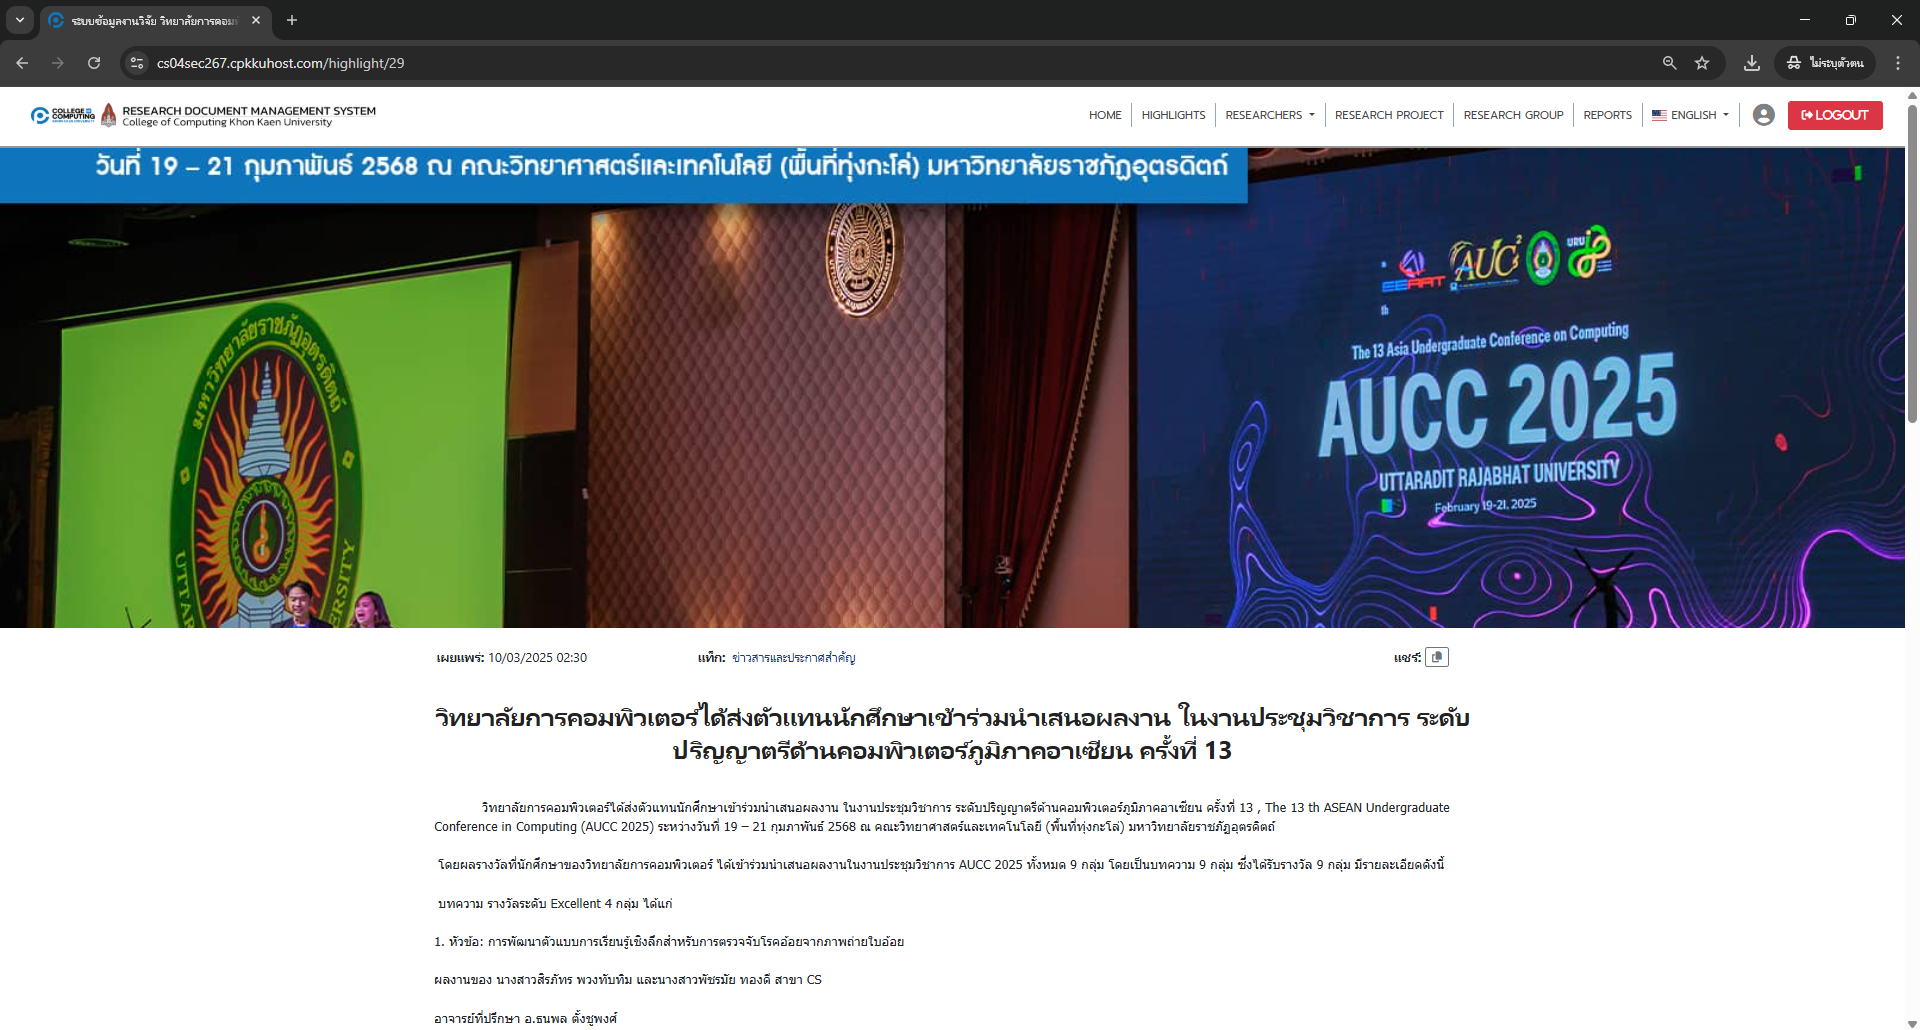 ระบบข้อมูลงานวิจัย วิทยาลัยการคอมพ
cs04sec267.cpkkuhost.com/highlight/29
ไม่ระบุตัวตน
COLLEGE OF COMPUTING
RESEARCH DOCUMENT MANAGEMENT SYSTEM
College of Computing Khon Kaen University
HOME
HIGHLIGHTS
RESEARCHERS
RESEARCH PROJECT
RESEARCH GROUP
REPORTS
ENGLISH
LOGOUT
วันที่ 19 – 21 กุมภาพันธ์ 2568 ณ คณะวิทยาศาสตร์และเทคโนโลยี (พื้นที่ทุ่งกะโล่) มหาวิทยาลัยราชภัฏอุตรดิตถ์
มหาวิทยาลัยราชภัฏอุตรดิตถ์
AUC²
URU
th
The 13 Asia Undergraduate Conference on Computing
AUCC 2025
UTTARADIT RAJABHAT UNIVERSITY
February 19-21, 2025
เผยแพร่: 10/03/2025 02:30
แท็ก: ข่าวสารและประกาศสำคัญ
แชร์:
วิทยาลัยการคอมพิวเตอร์ได้ส่งตัวแทนนักศึกษาเข้าร่วมนำเสนอผลงาน ในงานประชุมวิชาการ ระดับ
ปริญญาตรีด้านคอมพิวเตอร์ภูมิภาคอาเซียน ครั้งที่ 13
วิทยาลัยการคอมพิวเตอร์ได้ส่งตัวแทนนักศึกษาเข้าร่วมนำเสนอผลงาน ในงานประชุมวิชาการ ระดับปริญญาตรีด้านคอมพิวเตอร์ภูมิภาคอาเซียน ครั้งที่ 13 , The 13 th ASEAN Undergraduate
Conference in Computing (AUCC 2025) ระหว่างวันที่ 19 – 21 กุมภาพันธ์ 2568 ณ คณะวิทยาศาสตร์และเทคโนโลยี (พื้นที่ทุ่งกะโล่) มหาวิทยาลัยราชภัฏอุตรดิตถ์
โดยผลรางวัลที่นักศึกษาของวิทยาลัยการคอมพิวเตอร์ ได้เข้าร่วมนำเสนอผลงานในงานประชุมวิชาการ AUCC 2025 ทั้งหมด 9 กลุ่ม โดยเป็นบทความ 9 กลุ่ม ซึ่งได้รับรางวัล 9 กลุ่ม มีรายละเอียดดังนี้
บทความ รางวัลระดับ Excellent 4 กลุ่ม ได้แก่
1. หัวข้อ: การพัฒนาตัวแบบการเรียนรู้เชิงลึกสำหรับการตรวจจับโรคอ้อยจากภาพถ่ายใบอ้อย
ผลงานของ นางสาวสิรภัทร พวงทับทิม และนางสาวพัชรมัย ทองดี สาขา CS
อาจารย์ที่ปรึกษา อ.ธนพล ตั้งชูพงศ์